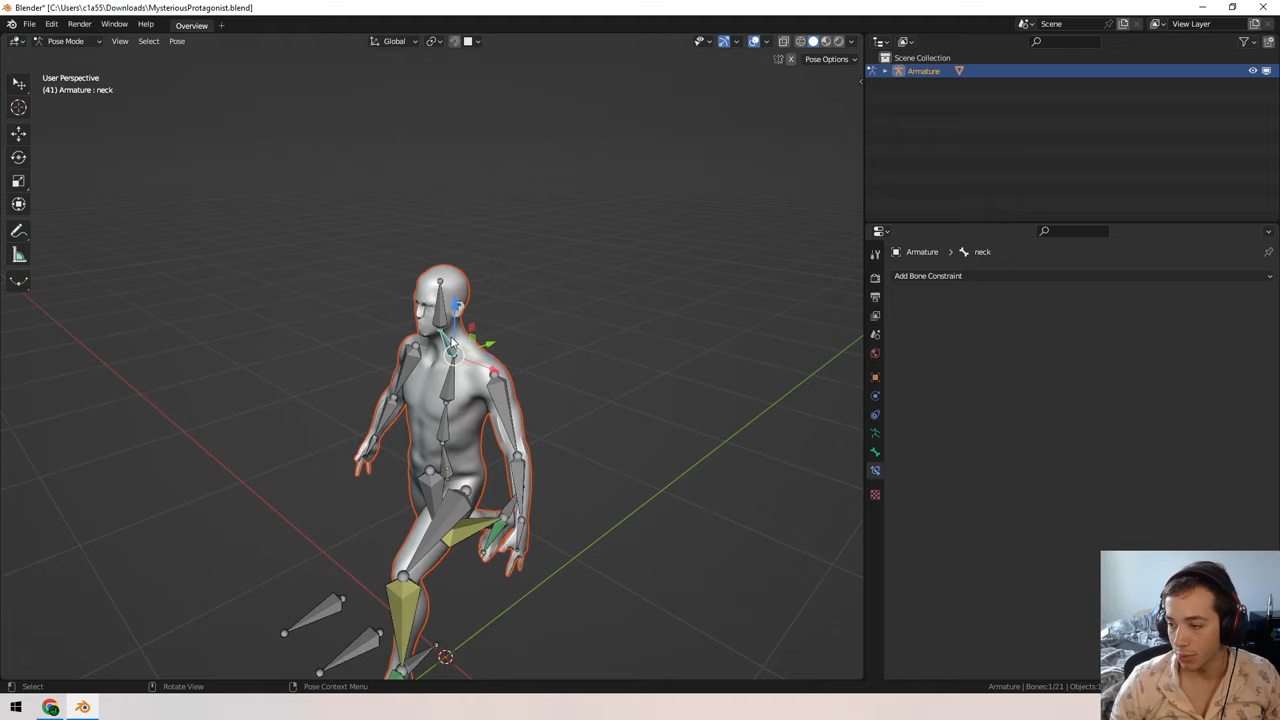 Blender* [C:\Users\c1a55\Downloads\MysteriousProtagonist.blend]
File Edit Render Window Help Overview +
Scene View Layer
Pose Mode View Select Pose Global
X Pose Options
User Perspective
(41) Armature : neck
Scene Collection
Armature
Armature > neck
Add Bone Constraint
Select Rotate View Pose Context Menu
Armature | Bones:1/21 | Objects:1